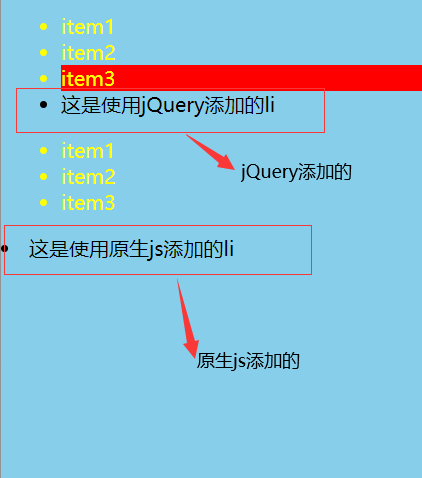 item1
item2
item3
这是使用jQuery添加的li
jQuery添加的
item1
item2
item3
这是使用原生js添加的li
原生js添加的